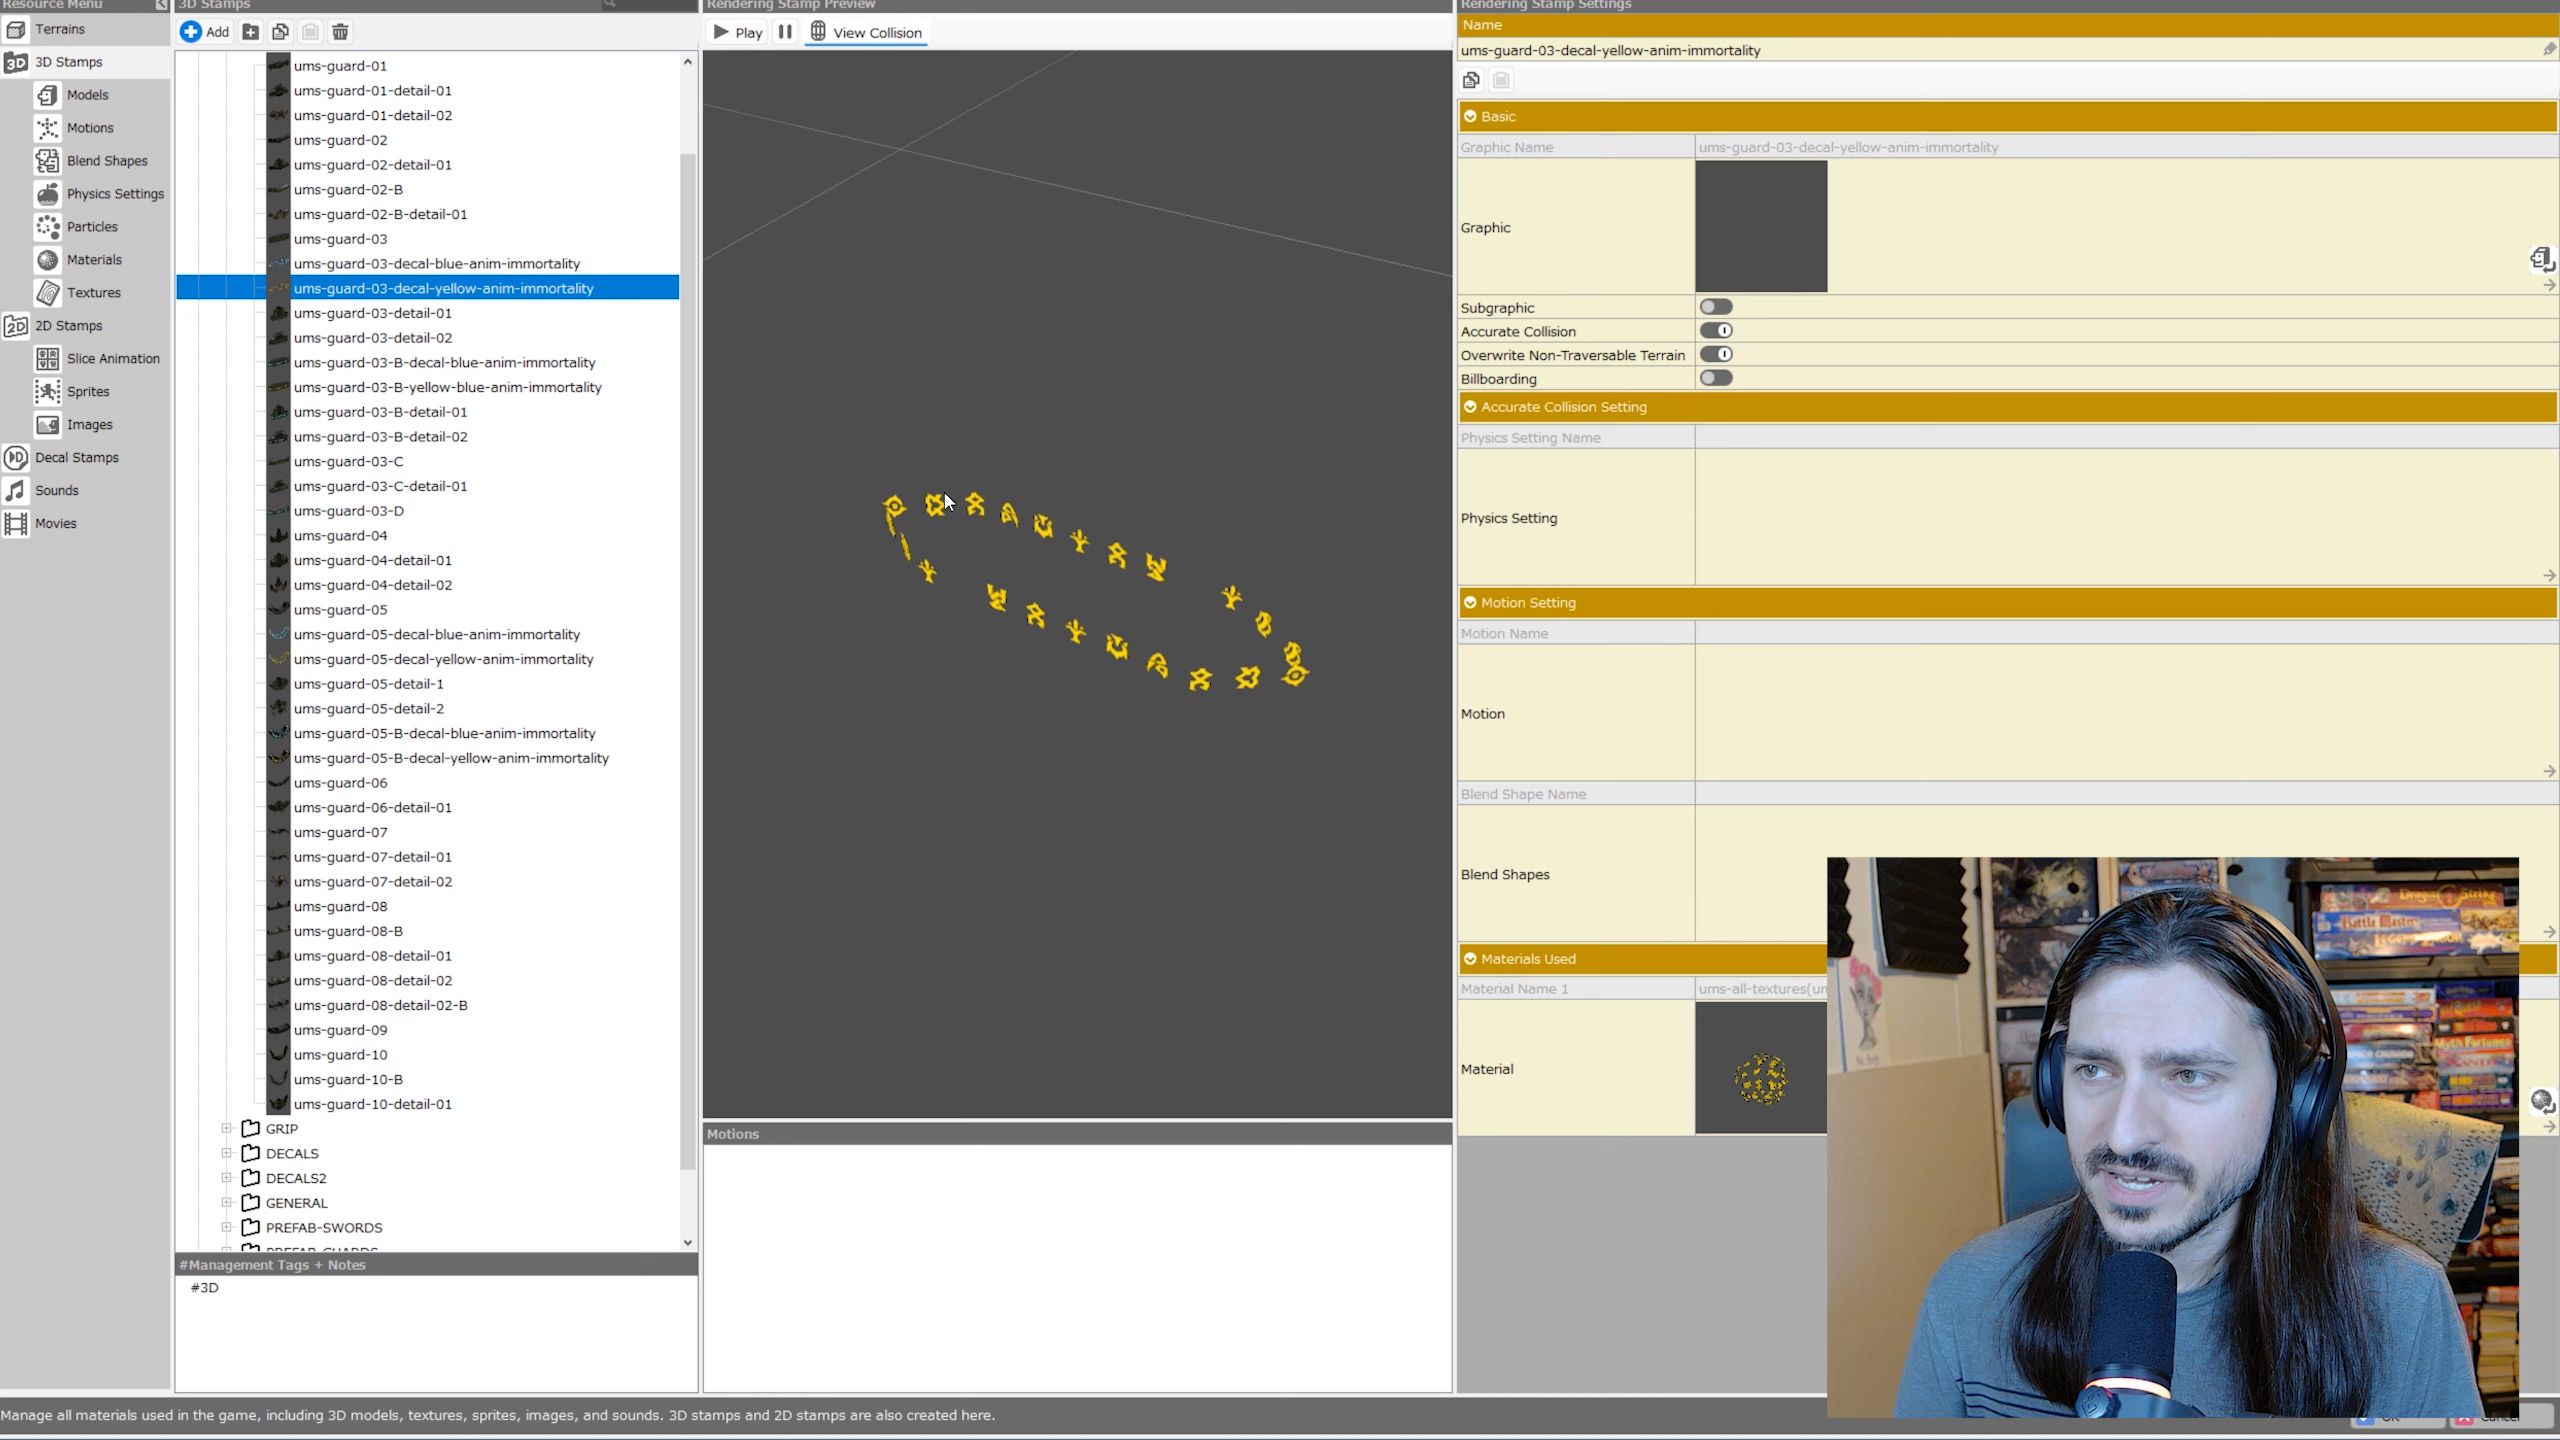 Resource Menu
Terrains
3D Stamps
Models
Motions
Blend Shapes
Physics Settings
Particles
Materials
Textures
2D Stamps
Slice Animation
Sprites
Images
Decal Stamps
Sounds
Movies
3D Stamps
Add
ums-guard-01
ums-guard-01-detail-01
ums-guard-01-detail-02
ums-guard-02
ums-guard-02-detail-01
ums-guard-02-B
ums-guard-02-B-detail-01
ums-guard-03
ums-guard-03-decal-blue-anim-immortality
ums-guard-03-decal-yellow-anim-immortality
ums-guard-03-detail-01
ums-guard-03-detail-02
ums-guard-03-B-decal-blue-anim-immortality
ums-guard-03-B-yellow-blue-anim-immortality
ums-guard-03-B-detail-01
ums-guard-03-B-detail-02
ums-guard-03-C
ums-guard-03-C-detail-01
ums-guard-03-D
ums-guard-04
ums-guard-04-detail-01
ums-guard-04-detail-02
ums-guard-05
ums-guard-05-decal-blue-anim-immortality
ums-guard-05-decal-yellow-anim-immortality
ums-guard-05-detail-1
ums-guard-05-detail-2
ums-guard-05-B-decal-blue-anim-immortality
ums-guard-05-B-decal-yellow-anim-immortality
ums-guard-06
ums-guard-06-detail-01
ums-guard-07
ums-guard-07-detail-01
ums-guard-07-detail-02
ums-guard-08
ums-guard-08-B
ums-guard-08-detail-01
ums-guard-08-detail-02
ums-guard-08-detail-02-B
ums-guard-09
ums-guard-10
ums-guard-10-B
ums-guard-10-detail-01
GRIP
DECALS
DECALS2
GENERAL
PREFAB-SWORDS
PREFAB-GUARDS
#Management Tags + Notes
#3D
Rendering Stamp Preview
Play
View Collision
Motions
Rendering Stamp Settings
Name
ums-guard-03-decal-yellow-anim-immortality
Basic
Graphic Name ums-guard-03-decal-yellow-anim-immortality
Graphic
Subgraphic
Accurate Collision
Overwrite Non-Traversable Terrain
Billboarding
Accurate Collision Setting
Physics Setting Name
Physics Setting
Motion Setting
Motion Name
Motion
Blend Shape Name
Blend Shapes
Materials Used
Material Name 1 ums-all-textures(um
Material
Dragon Strike
Battle Masters
Manage all materials used in the game, including 3D models, textures, sprites, images, and sounds. 3D stamps and 2D stamps are also created here.
OK
Cancel